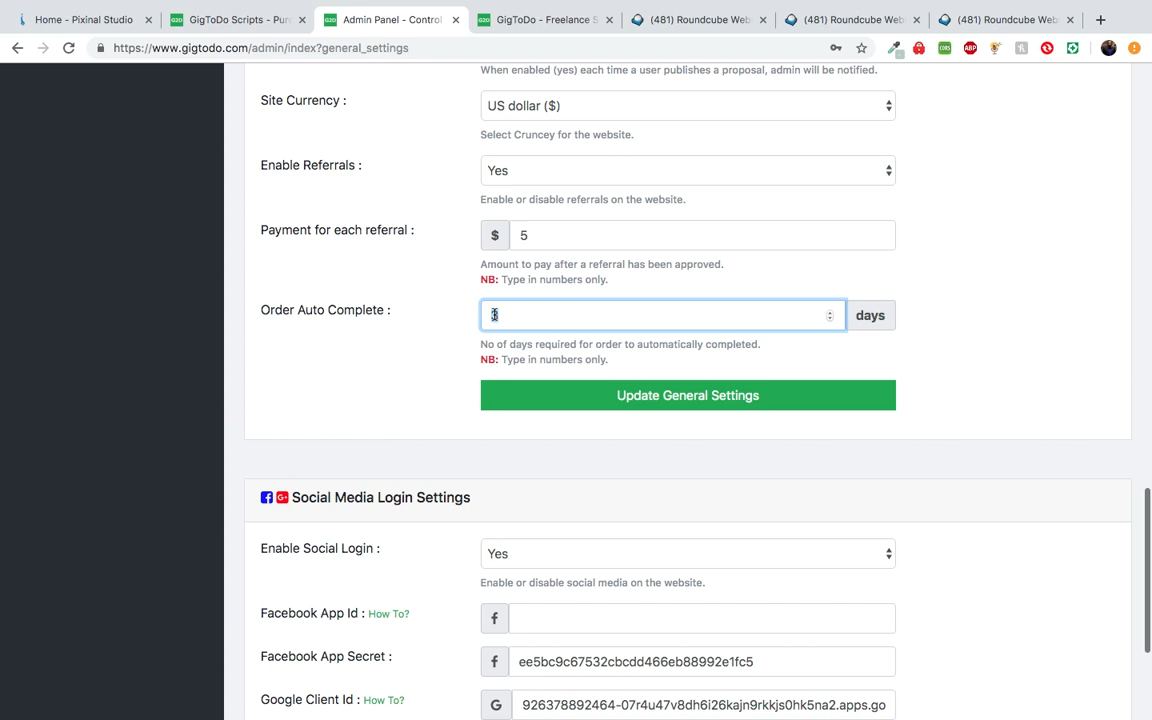 Home - Pixinal Studio
GigToDo Scripts - Pur
Admin Panel - Control
GigToDo - Freelance S
(481) Roundcube Web
(481) Roundcube Web
(481) Roundcube Web
https://www.gigtodo.com/admin/index?general_settings
When enabled (yes) each time a user publishes a proposal, admin will be notified.
Site Currency :
US dollar ($)
Select Cruncey for the website.
Enable Referrals :
Yes
Enable or disable referrals on the website.
Payment for each referral :
$ 5
Amount to pay after a referral has been approved.
NB: Type in numbers only.
Order Auto Complete :
days
No of days required for order to automatically completed.
NB: Type in numbers only.
Update General Settings
Social Media Login Settings
Enable Social Login :
Yes
Enable or disable social media on the website.
Facebook App Id : How To?
Facebook App Secret :
ee5bc9c67532cbcdd466eb88992e1fc5
Google Client Id : How To?
926378892464-07r4u47v8dh6i26kajn9rkkjs0hk5na2.apps.go